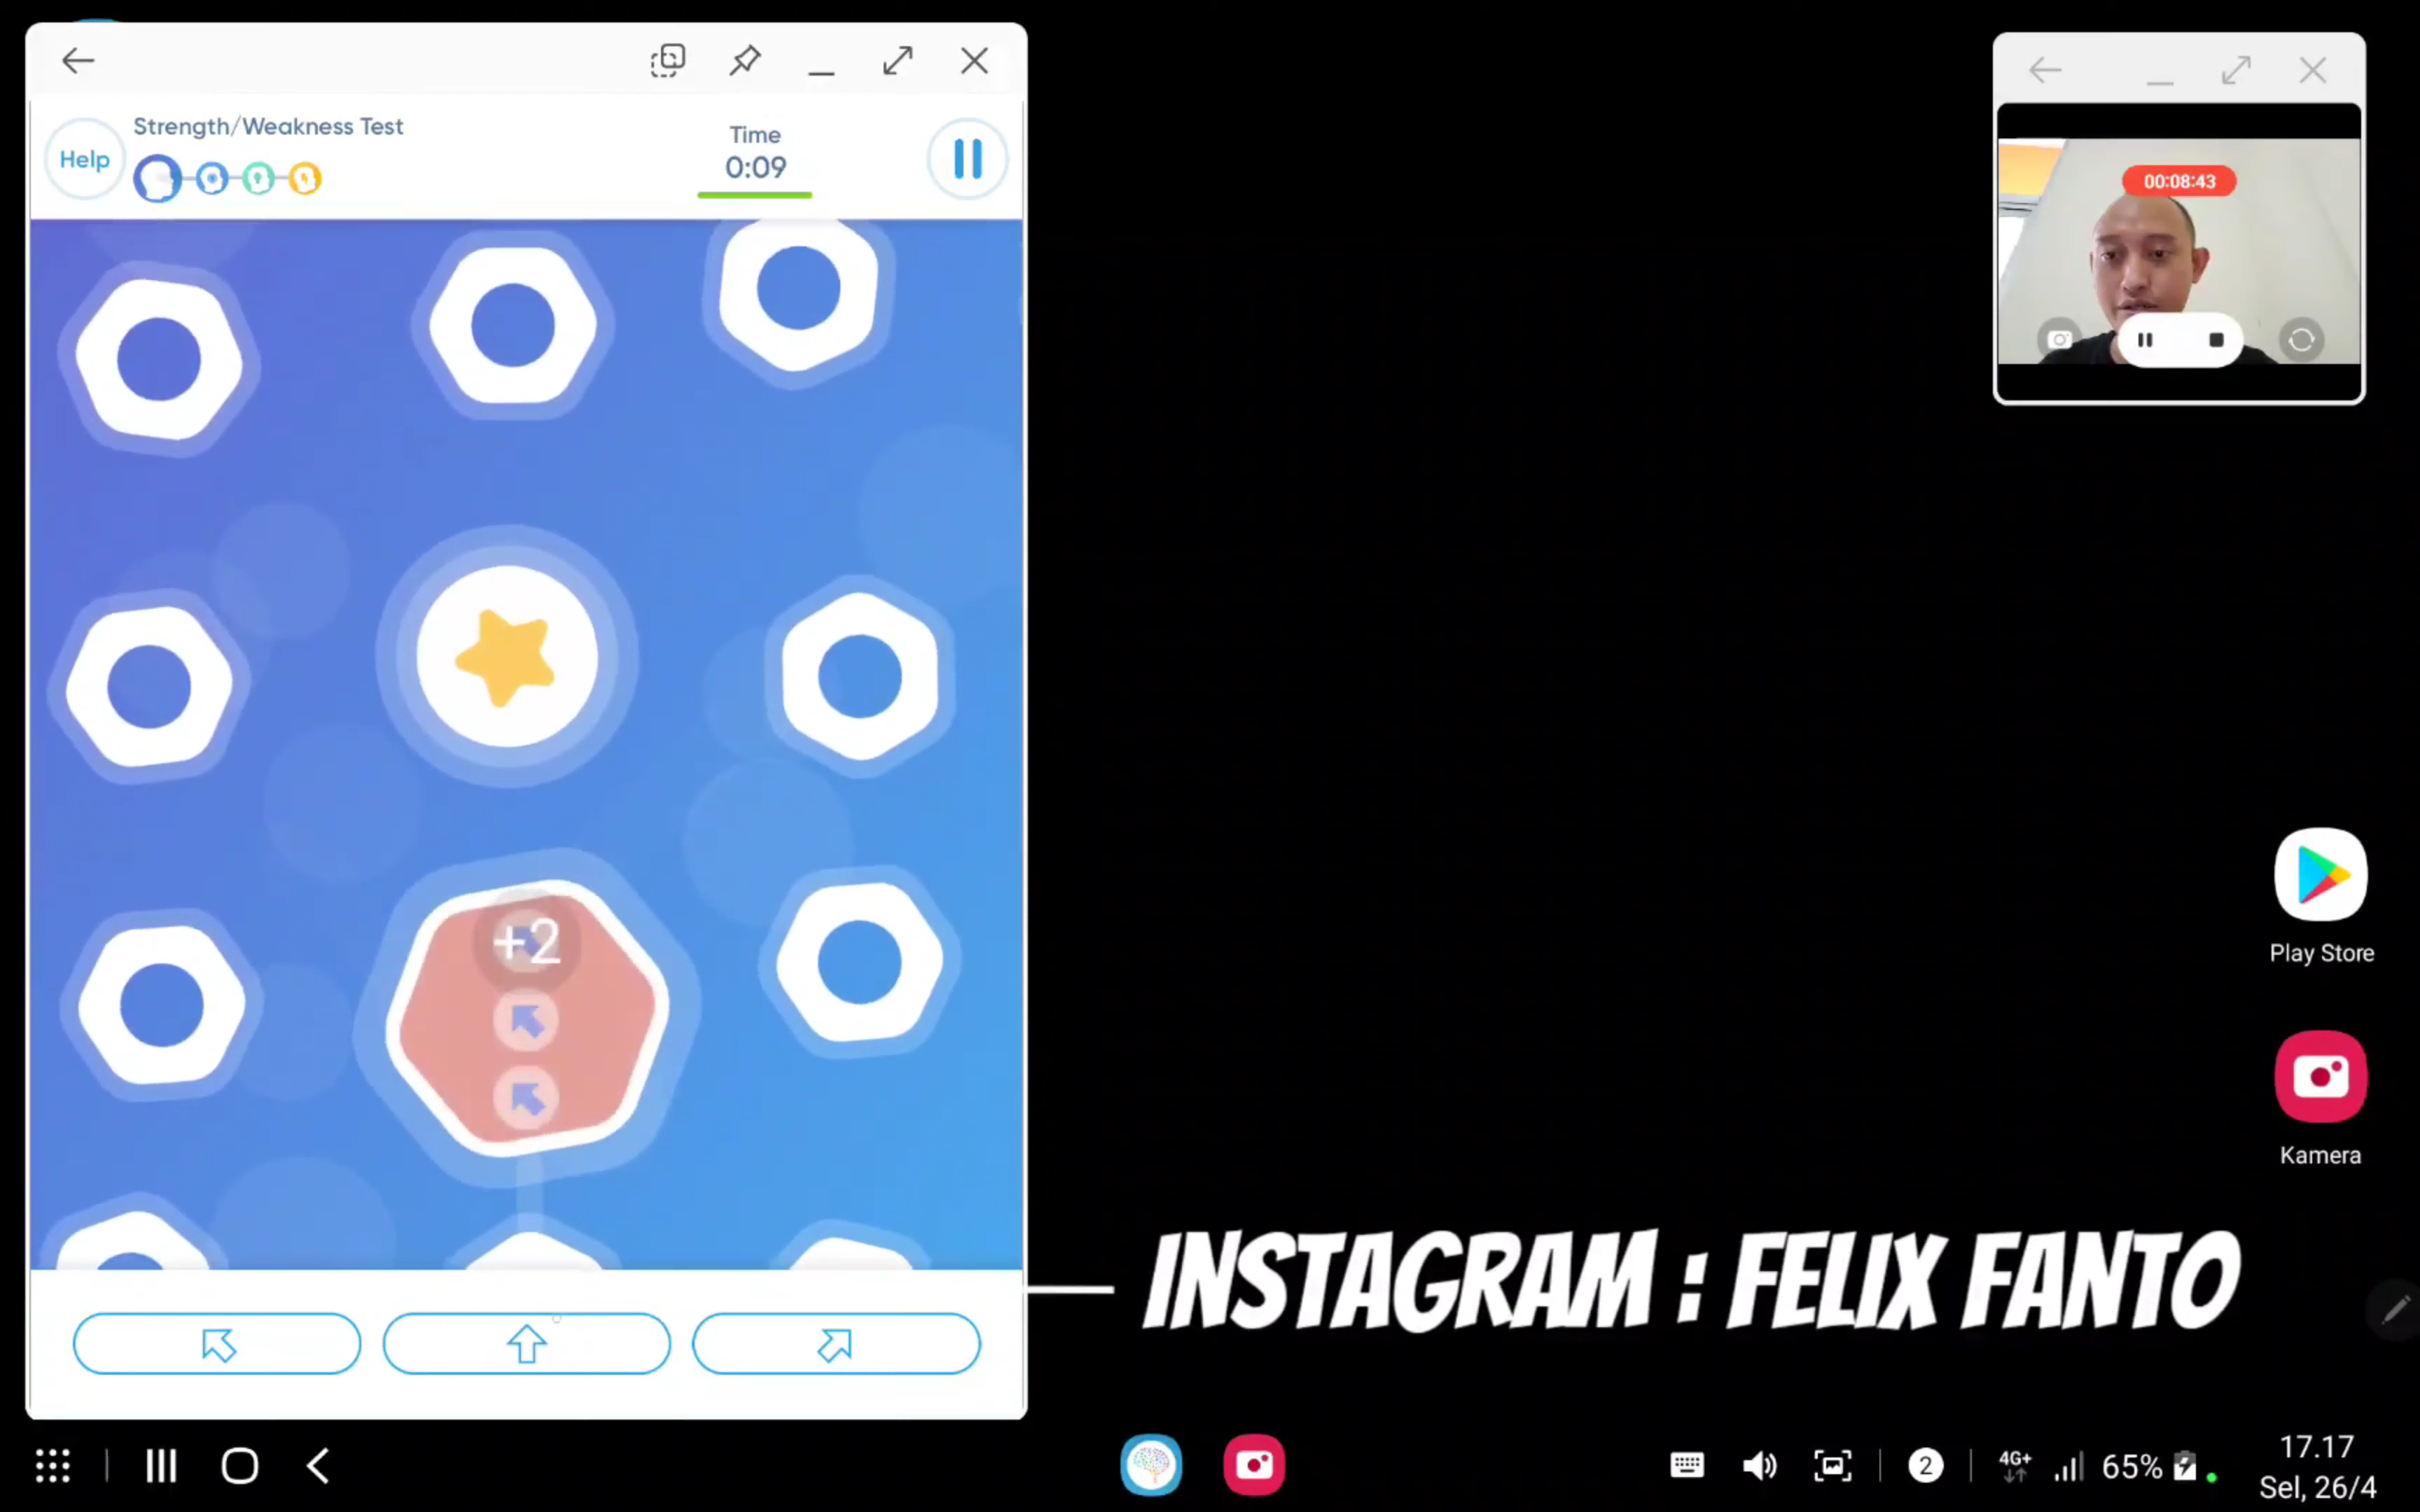 Strength/Weakness Test
Help
Time
0:09
00:08:43
+2
Play Store
Kamera
INSTAGRAM : FELIX FANTO
2
4G+
65%
17.17
Sel, 26/4